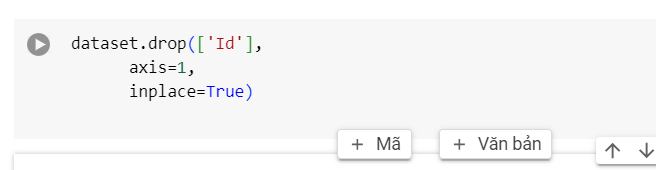 dataset.drop(['Id'],
axis=1,
inplace=True)
+ Mã
+ Văn bản